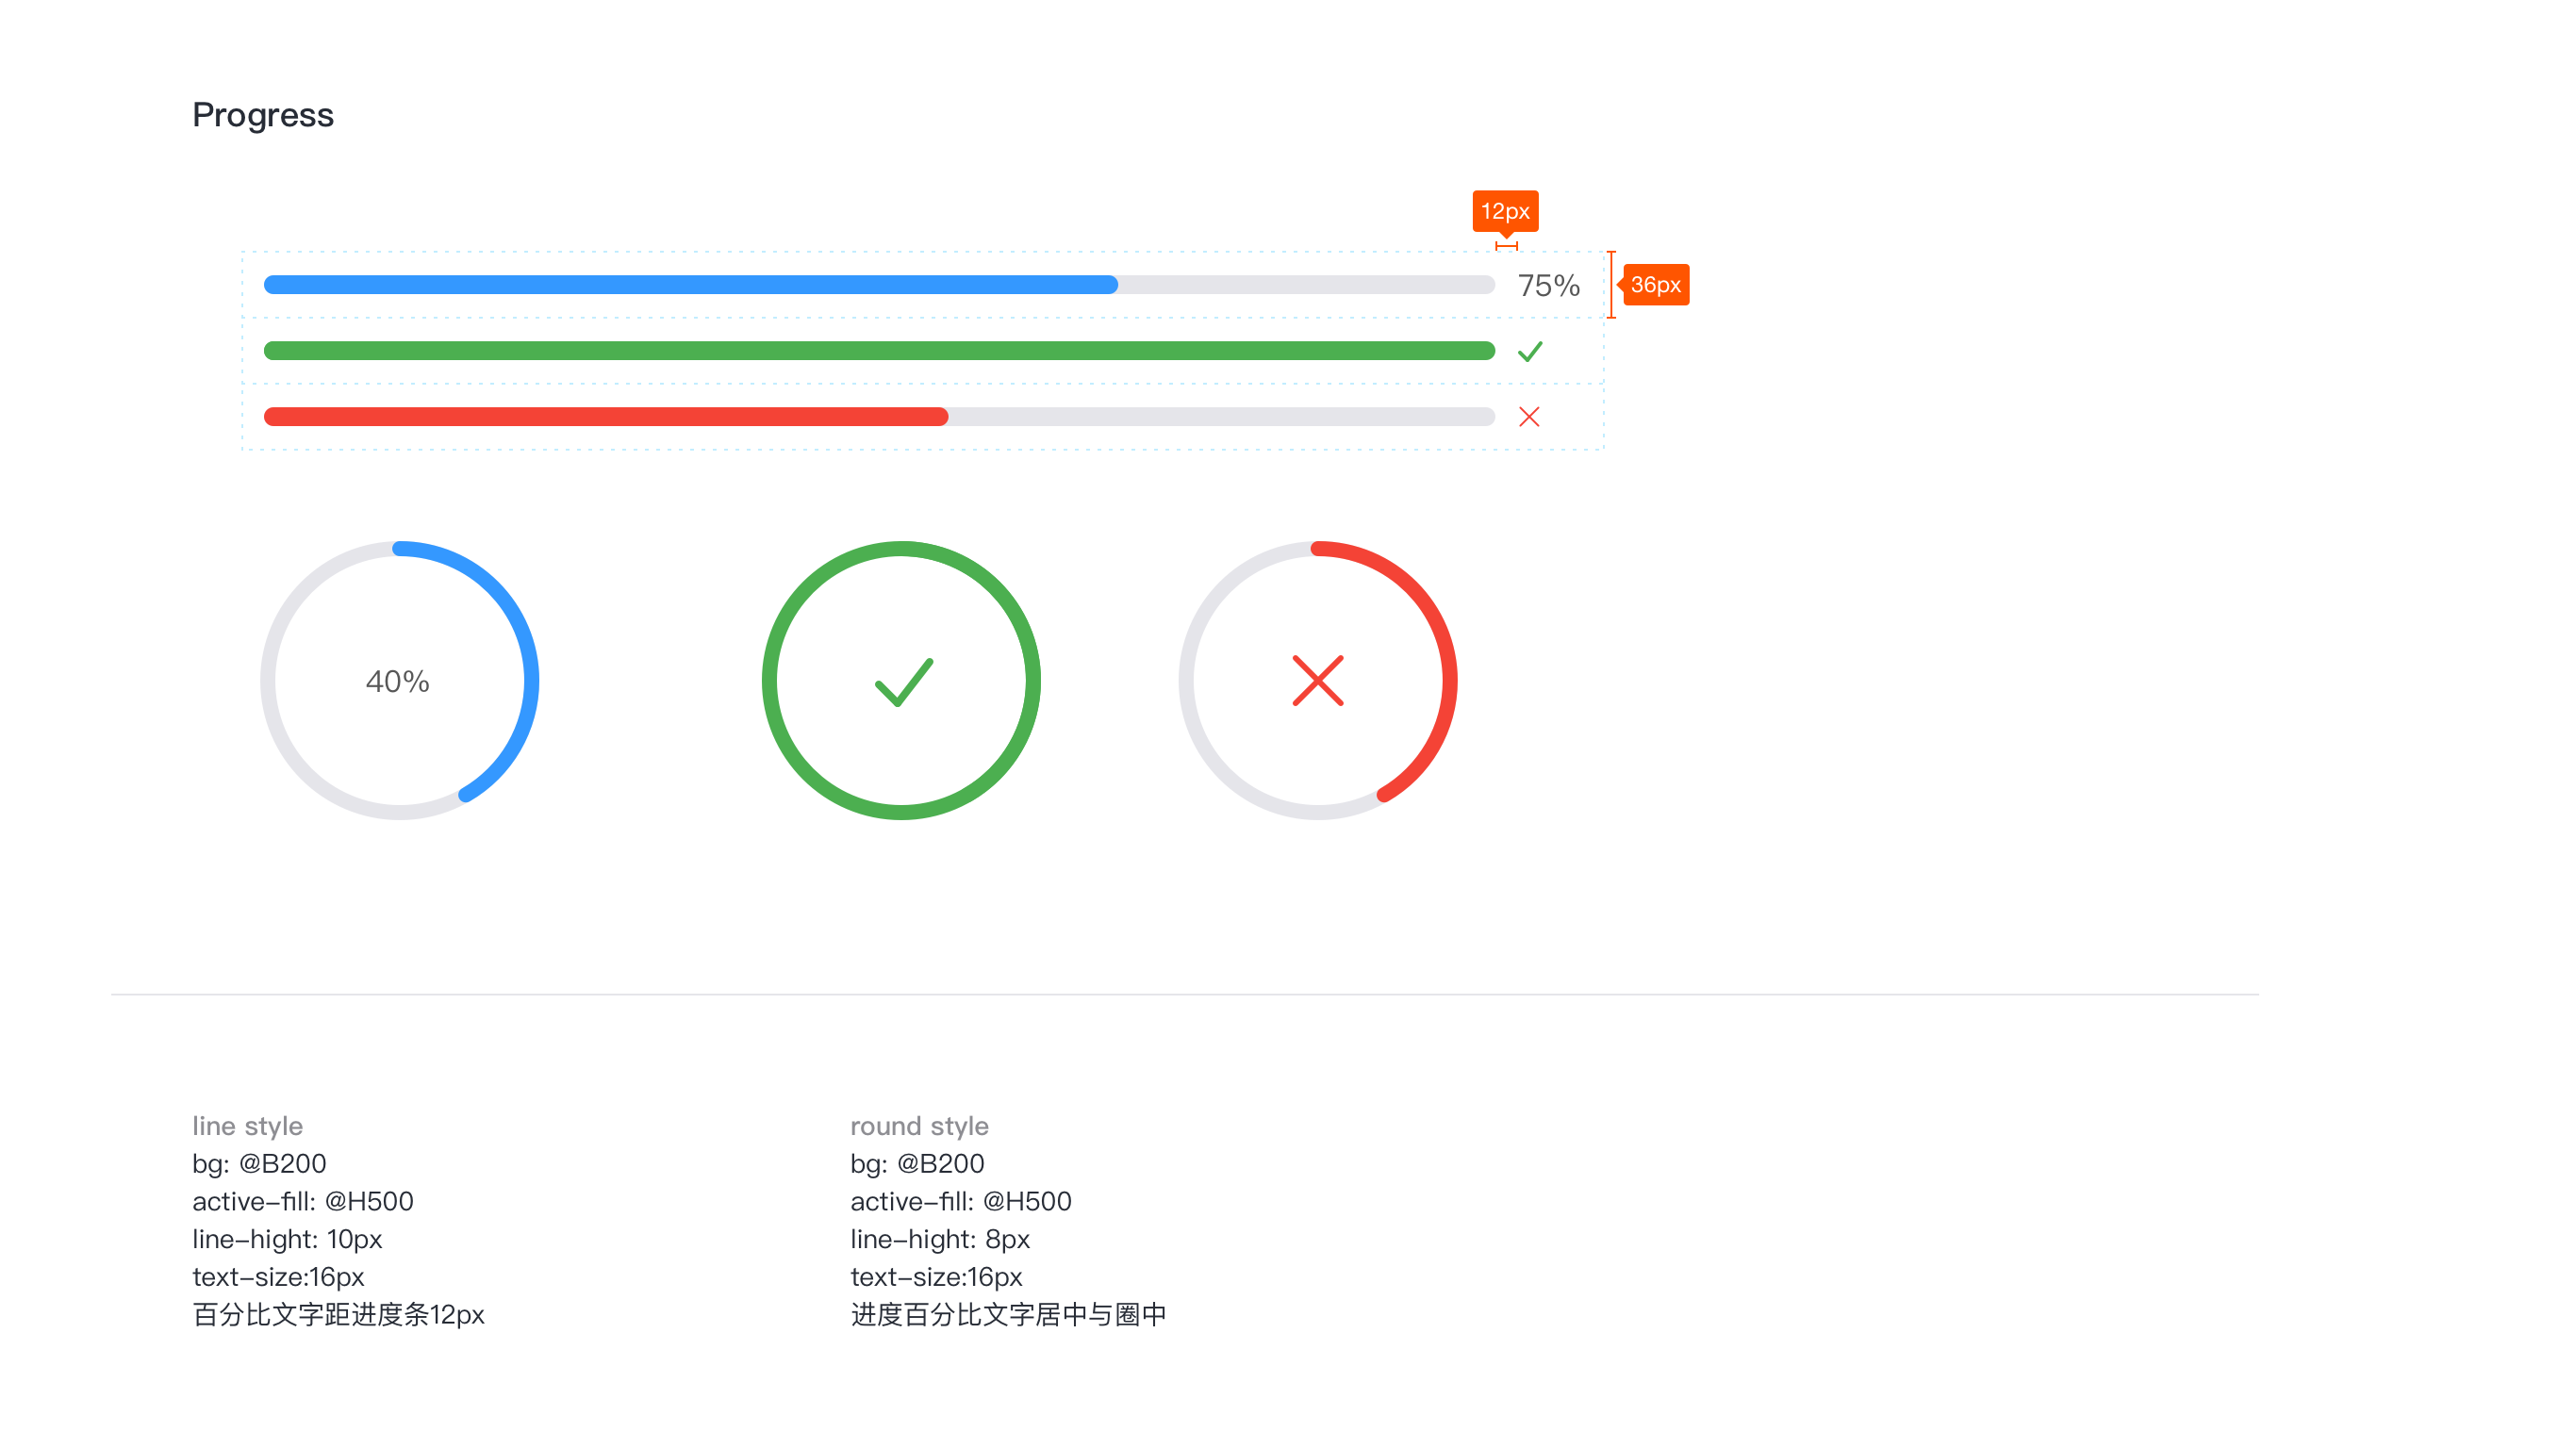 Progress
12px
75%
36px
40%
line style
bg: @B200
active–fill: @H500
line–hight: 10px
text–size:16px
百分比文字距进度条12px
round style
bg: @B200
active–fill: @H500
line–hight: 8px
text–size:16px
进度百分比文字居中与圈中